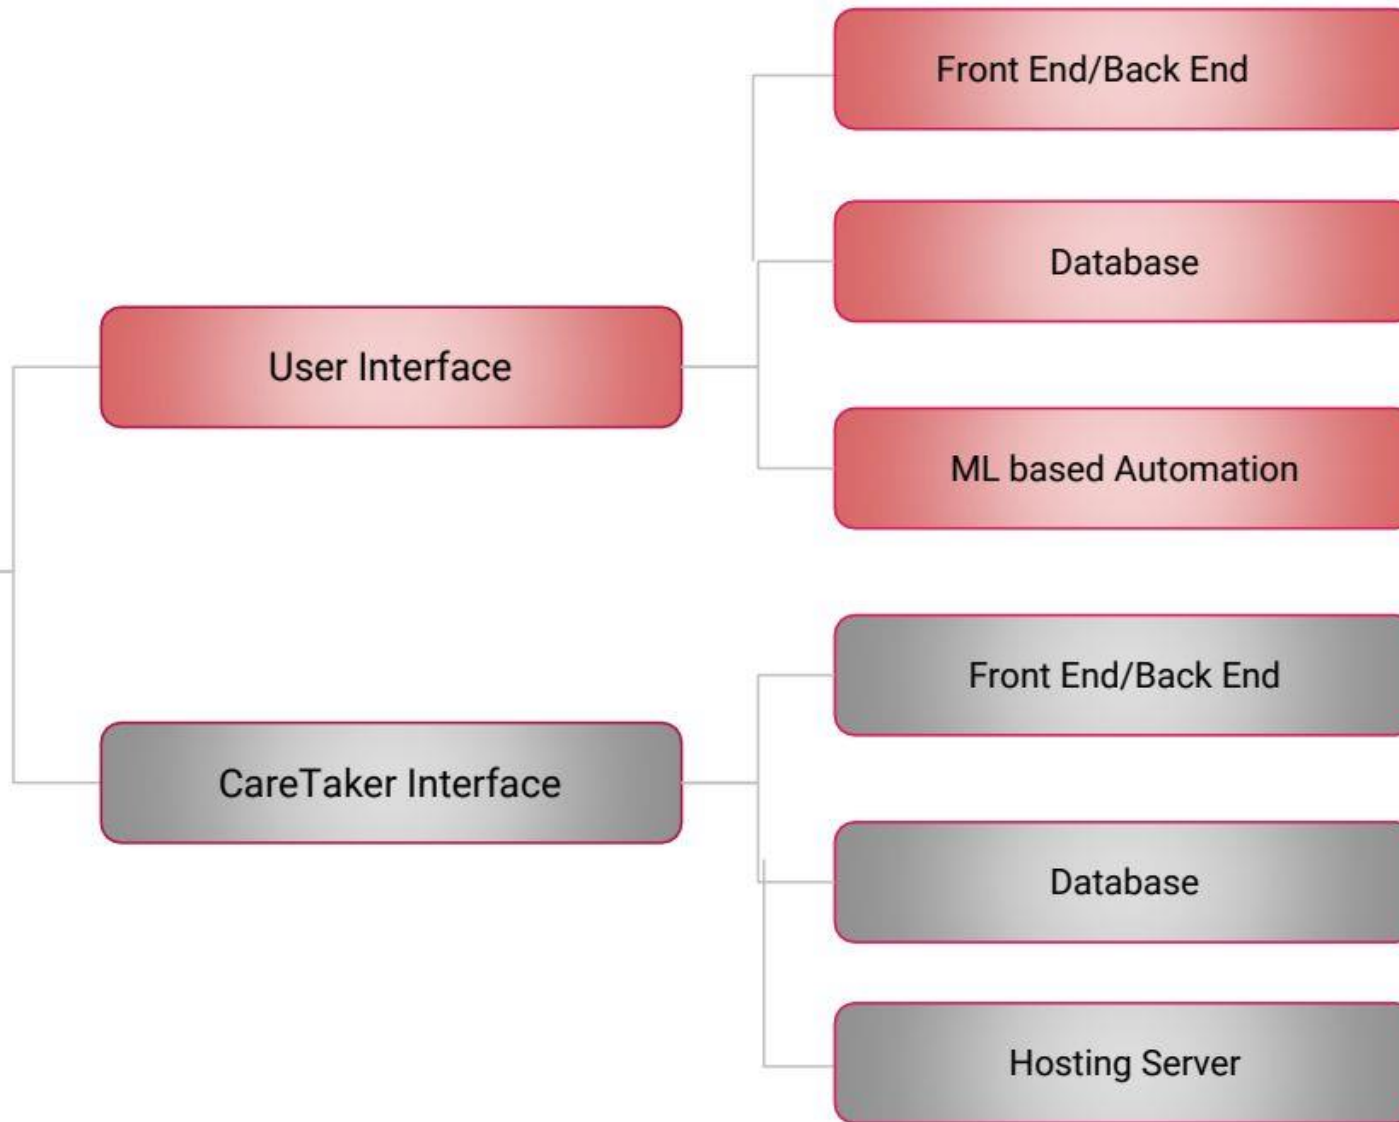 User Interface
Front End/Back End
Database
ML based Automation
CareTaker Interface
Front End/Back End
Database
Hosting Server